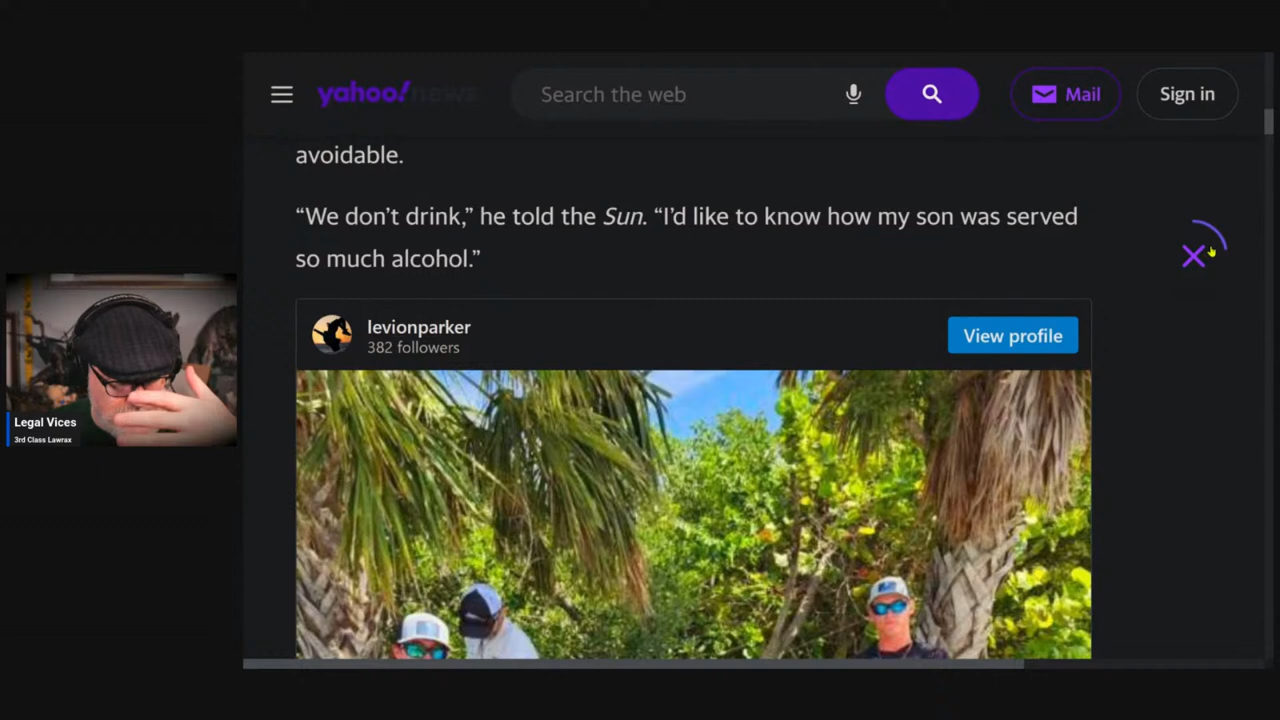 yahoo! news
Search the web
Mail
Sign in
avoidable.
“We don’t drink,” he told the Sun. “I’d like to know how my son was served
so much alcohol.”
levionparker
382 followers
View profile
Legal Vices
3rd Class Lawrax